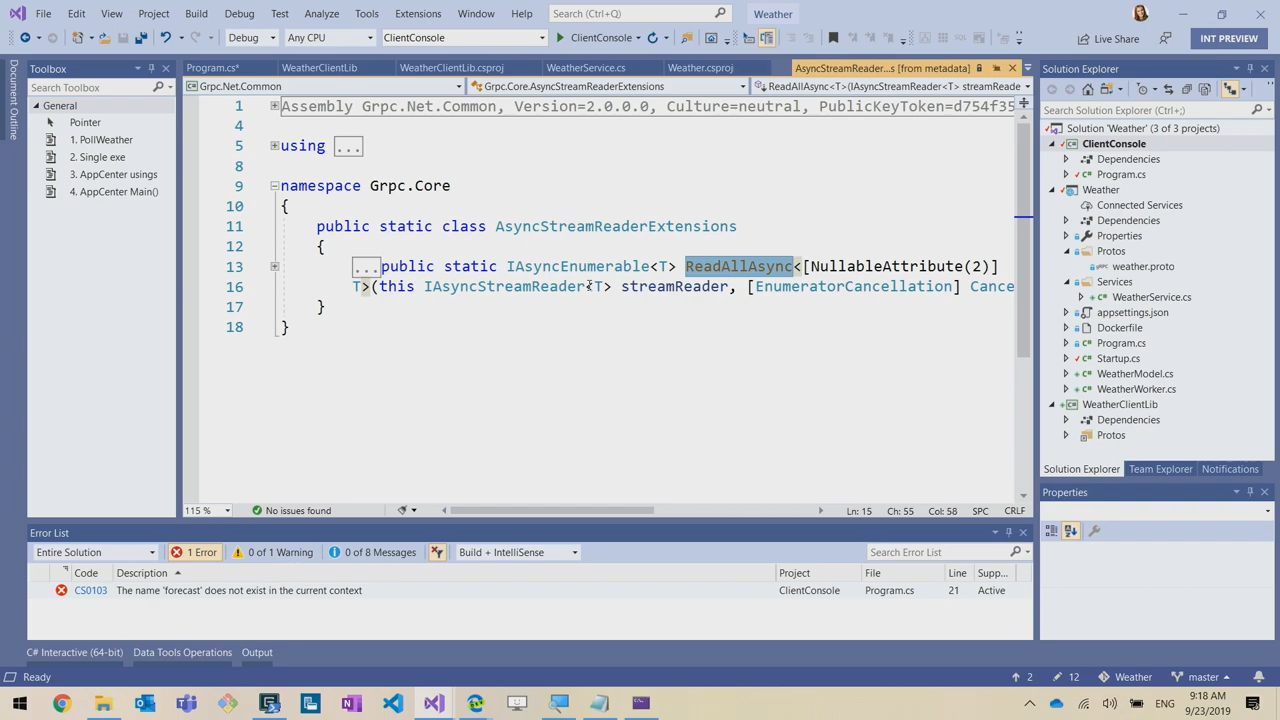 File Edit View Project Build Debug Test Analyze Tools Extensions Window Help Search (Ctrl+Q) Weather
Debug Any CPU ClientConsole ClientConsole Live Share INT PREVIEW
Data Tools Outline
Toolbox
Search Toolbox
General
Pointer
1. PollWeather
2. Single exe
3. AppCenter usings
4. AppCenter Main()
Program.cs* WeatherClientLib WeatherClientLib.csproj WeatherService.cs Weather.csproj AsyncStreamReader...s [from metadata]
Grpc.Net.Common Grpc.Core.AsyncStreamReaderExtensions ReadAllAsync<T>(IAsyncStreamReader<T> streamReade
1 Assembly Grpc.Net.Common, Version=2.0.0.0, Culture=neutral, PublicKeyToken=d754f35
4
5 using ...
8
9 namespace Grpc.Core
10 {
11 public static class AsyncStreamReaderExtensions
12 {
13 ...public static IAsyncEnumerable<T> ReadAllAsync<[NullableAttribute(2)]
16 T>(this IAsyncStreamReader<T> streamReader, [EnumeratorCancellation] Cance
17 }
18 }
115 % No issues found Ln: 15 Ch: 55 Col: 58 SPC CRLF
Error List
Entire Solution 1 Error 0 of 1 Warning 0 of 8 Messages Build + IntelliSense Search Error List
Code Description Project File Line Supp...
CS0103 The name 'forecast' does not exist in the current context ClientConsole Program.cs 21 Active
C# Interactive (64-bit) Data Tools Operations Output
Solution Explorer
Search Solution Explorer (Ctrl+;)
Solution 'Weather' (3 of 3 projects)
ClientConsole
Dependencies
Program.cs
Weather
Connected Services
Dependencies
Properties
Protos
weather.proto
Services
WeatherService.cs
appsettings.json
Dockerfile
Program.cs
Startup.cs
WeatherModel.cs
WeatherWorker.cs
WeatherClientLib
Dependencies
Protos
Solution Explorer Team Explorer Notifications
Properties
Ready 2 12 Weather master
ENG 9:18 AM
9/23/2019